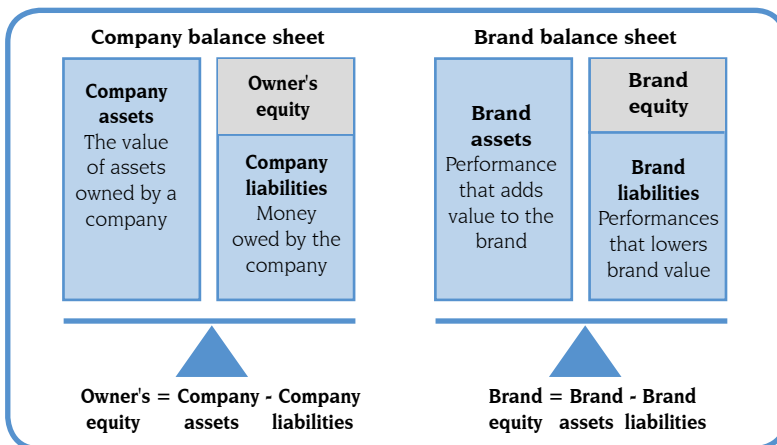 Company balance sheet
Company
assets
The value
of assets
owned by a
company
Owner's
equity
Company
liabilities
Money
owed by the
company
Owner's = Company - Company
equity assets liabilities
Brand balance sheet
Brand
assets
Performance
that adds
value to the
brand
Brand
equity
Brand
liabilities
Performances
that lowers
brand value
Brand = Brand - Brand
equity assets liabilities